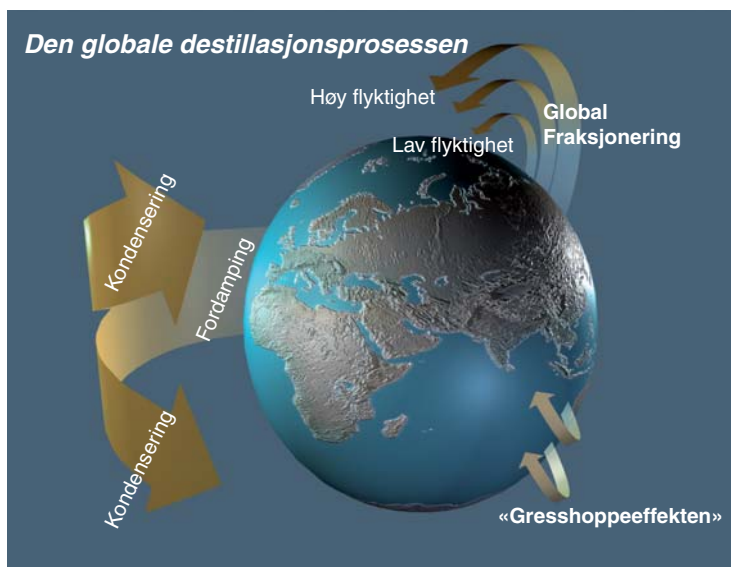 Den globale destillasjonsprosessen
Høy flyktighet
Global
Fraksjonering
Lav flyktighet
Kondensering
Fordamping
Kondensering
«Gresshoppeeffekten»